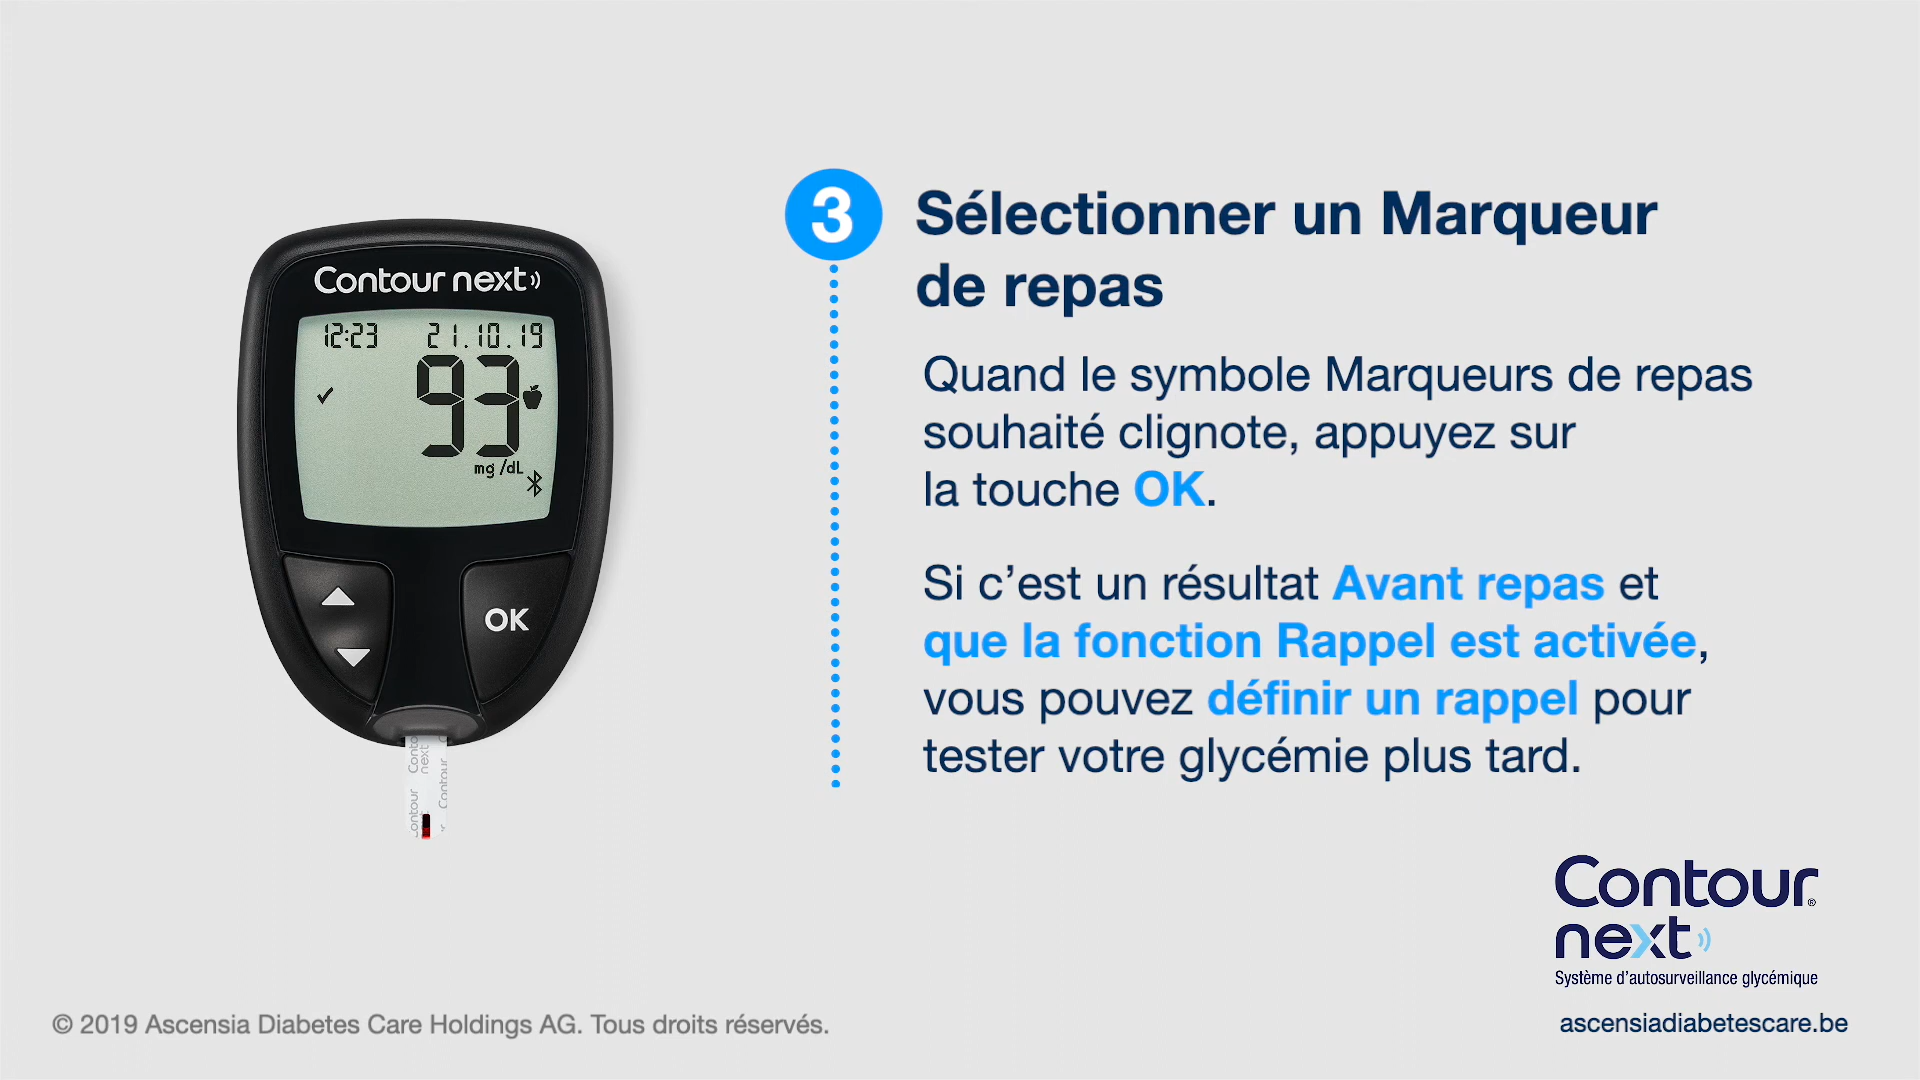 Contour next
12:23 21.10.19
93
mg/dL
OK
Contour
next
Contour
3
Sélectionner un Marqueur
de repas
Quand le symbole Marqueurs de repas
souhaité clignote, appuyez sur
la touche OK.
Si c’est un résultat Avant repas et
que la fonction Rappel est activée,
vous pouvez définir un rappel pour
tester votre glycémie plus tard.
Contour®
next
Système d’autosurveillance glycémique
© 2019 Ascensia Diabetes Care Holdings AG. Tous droits réservés.
ascensiadiabetescare.be